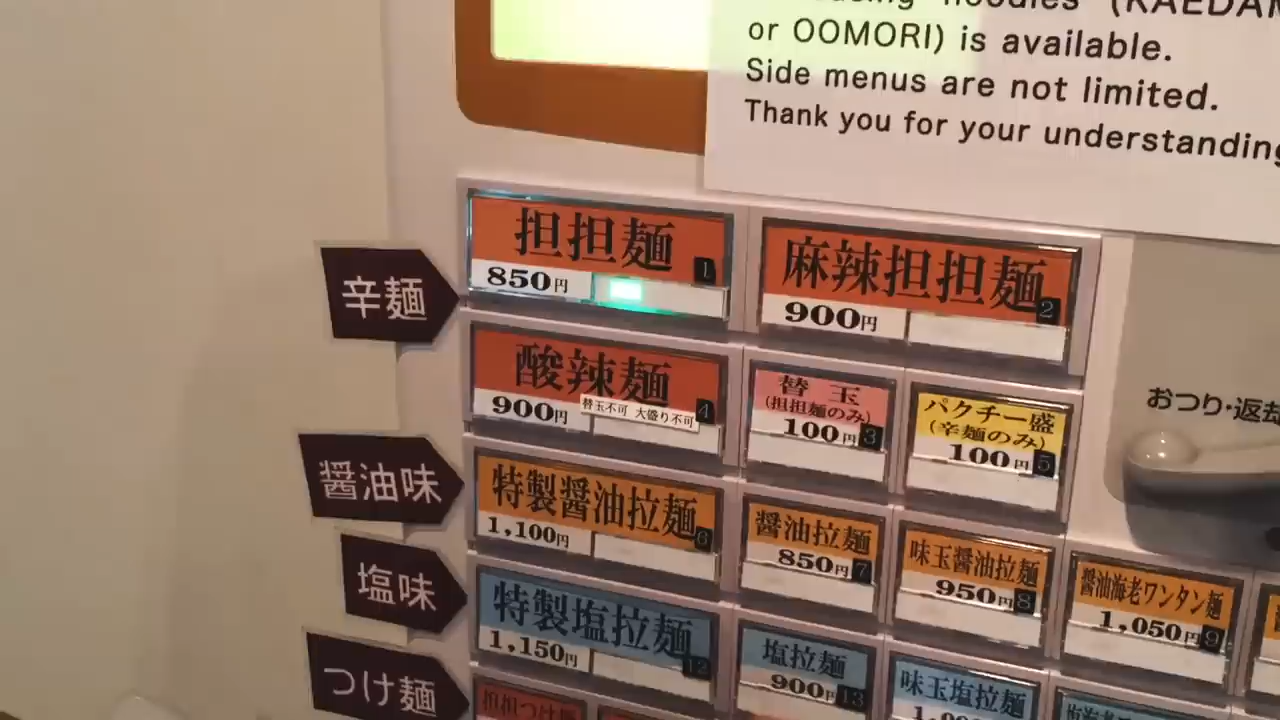 or OOMORI) is available.
Side menus are not limited.
Thank you for your understanding
辛麺
担担麺
850円
1
麻辣担担麺
900円
2
酸辣麺
900円
替玉不可 大盛り不可
4
替玉
(担担麺のみ)
100円
3
パクチー盛
(辛麺のみ)
100円
5
おつり・返却
醤油味
特製醤油拉麺
1,100円
6
醤油拉麺
850円
7
味玉醤油拉麺
950円
8
醤油海老ワンタン麺
1,050円
9
塩味
特製塩拉麺
1,150円
12
塩拉麺
900円
13
味玉塩拉麺
つけ麺
担担つけ麺